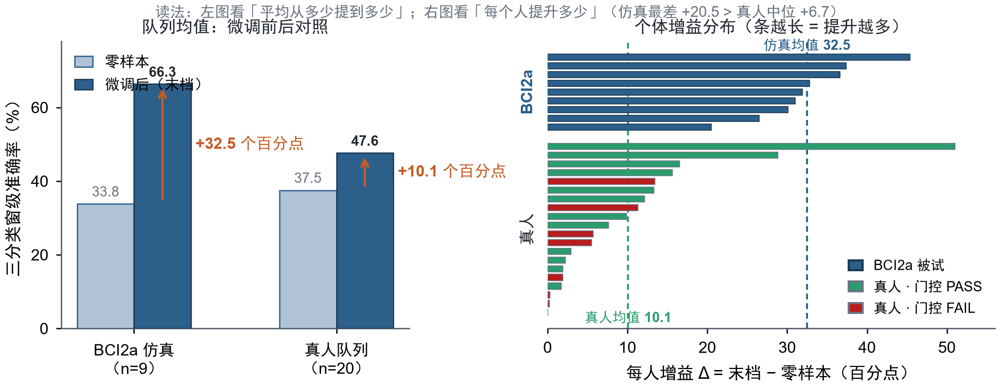 读法：左图看「平均从多少提到多少」；右图看「每个人提升多少」（仿真最差 +20.5 > 真人中位 +6.7）
队列均值：微调前后对照
零样本
微调后（末档）
66.3
+32.5 个百分点
47.6
+10.1 个百分点
33.8
37.5
三分类窗级准确率（%）
60
40
20
0
BCI2a 仿真
（n=9）
真人队列
（n=20）
个体增益分布（条越长 = 提升越多）
仿真均值 32.5
BCI2a
真人
真人均值 10.1
BCI2a 被试
真人 · 门控 PASS
真人 · 门控 FAIL
0 10 20 30 40 50
每人增益 Δ = 末档 − 零样本（百分点）